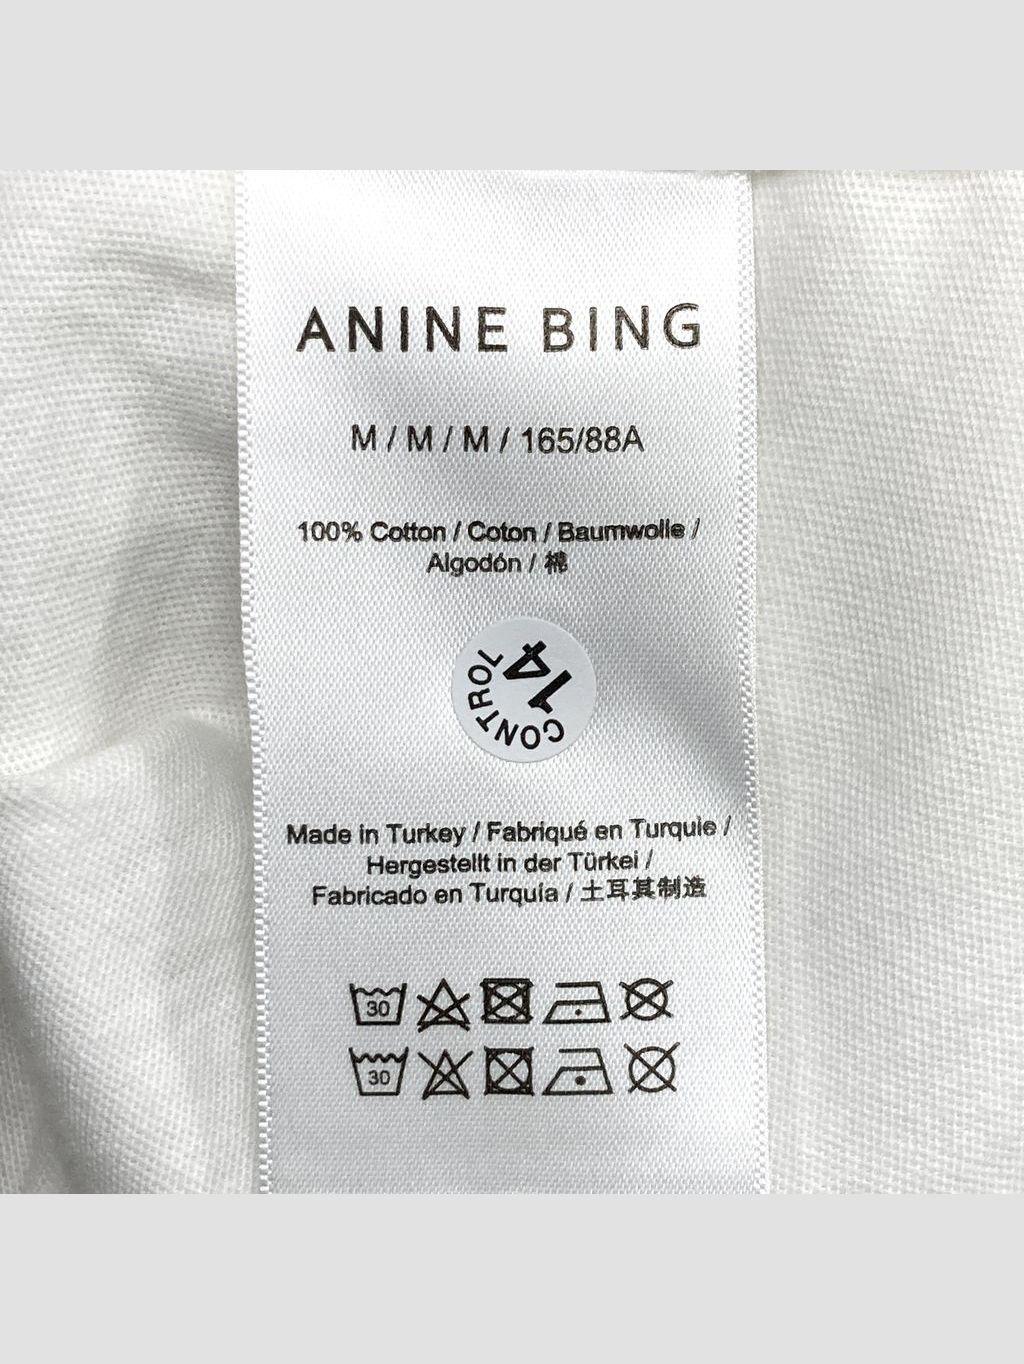 ANINE BING
M / M / M / 165/88A
100% Cotton / Coton / Baumwolle /
Algodón / 棉
14
CONTROL
Made in Turkey / Fabriqué en Turquie /
Hergestellt in der Türkei /
Fabricado en Turquía / 土耳其制造
30
30